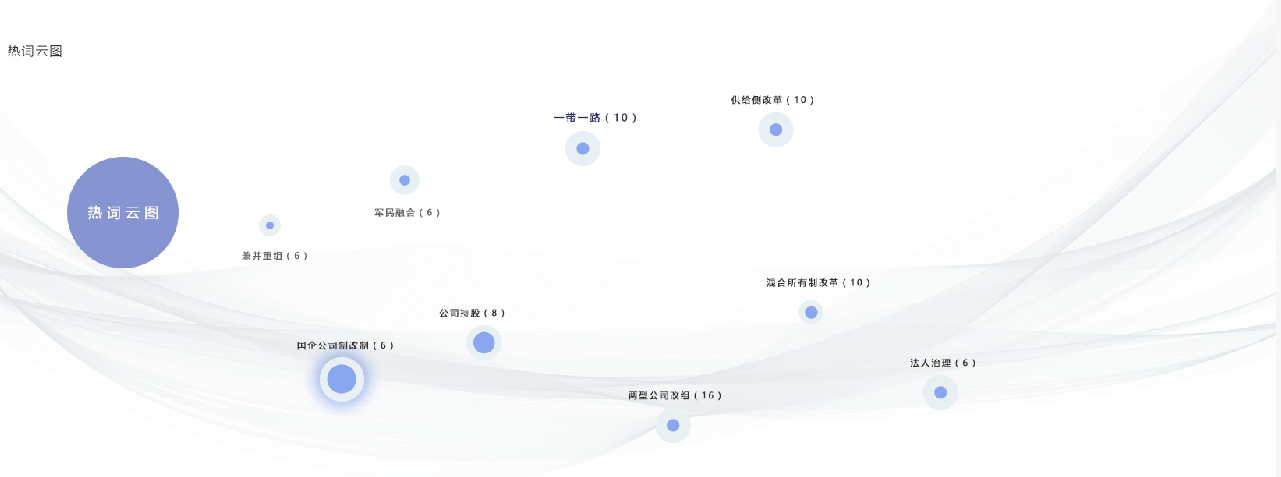 热词云图
供给侧改革（10）
一带一路（10）
热词云图
军民融合（6）
兼并重组（6）
混合所有制改革（10）
公司持股（8）
国企公司制改制（6）
法人治理（6）
两型公司改组（16）